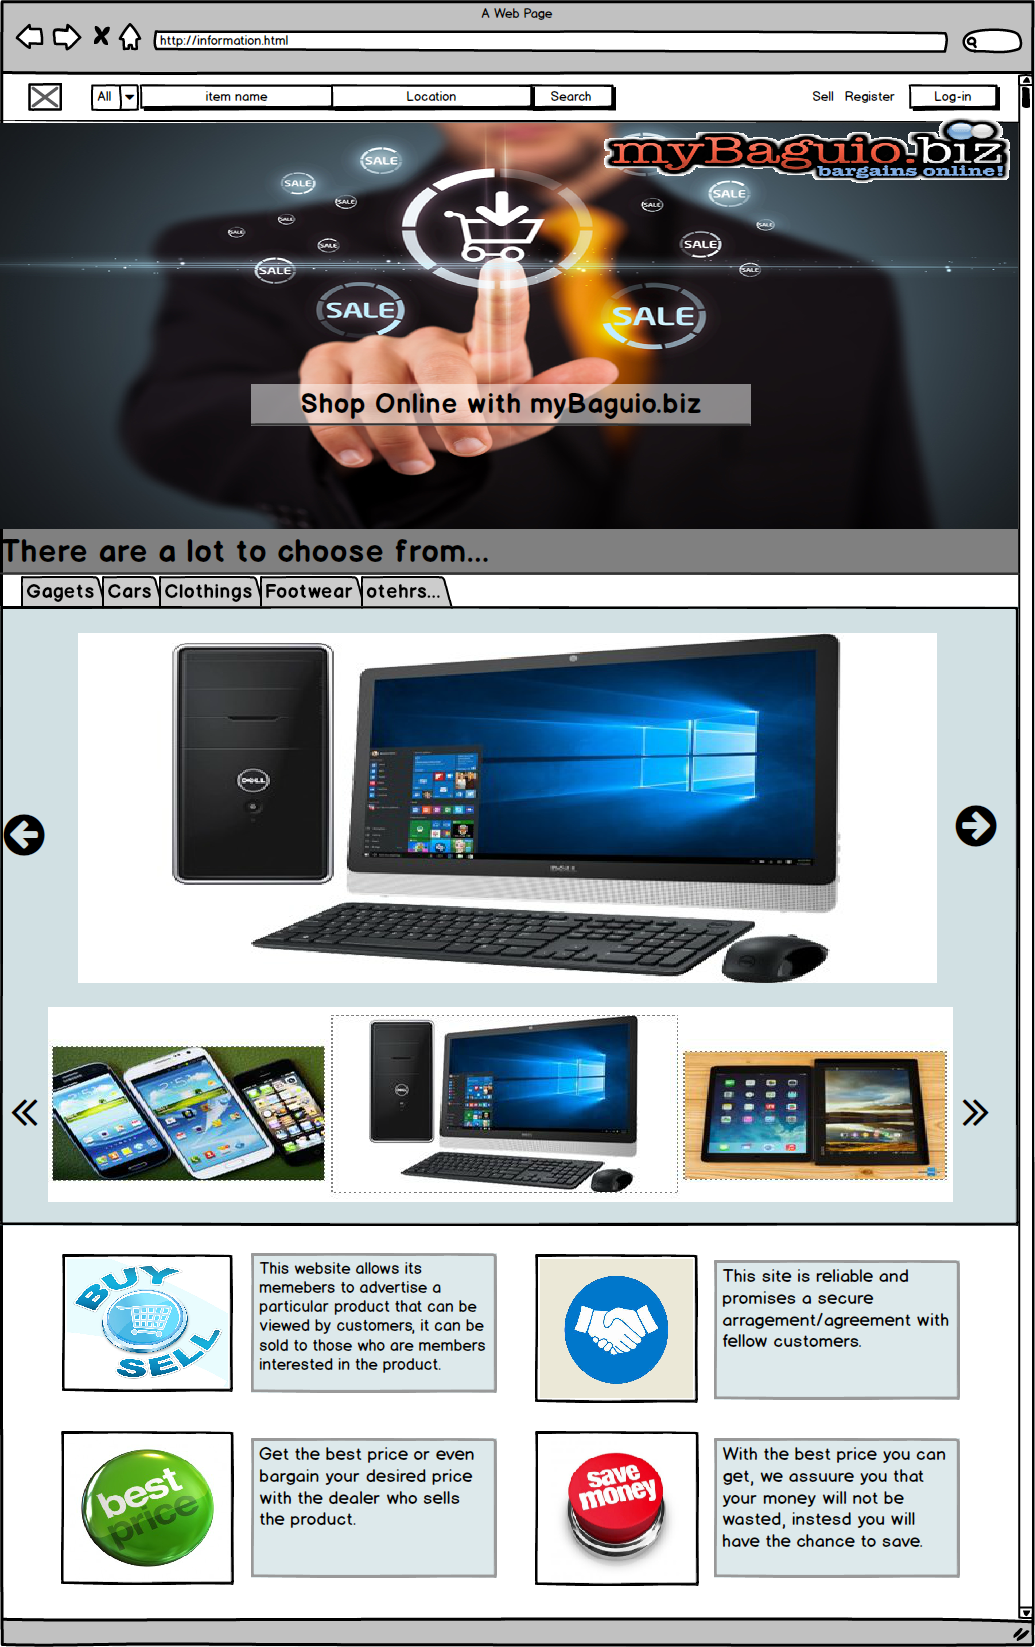 A Web Page
http://information.html
All
item name
Location
Search
Sell Register
Log-in
myBaguio.biz
bargains online!
SALE
SALE
SALE
SALE
SALE
SALE
SALE
SALE
SALE
SALE
SALE
SALE
SALE
SALE
Shop Online with myBaguio.biz
There are a lot to choose from...
Gagets Cars Clothings Footwear otehrs...
DELL
BUY
SELL
This website allows its
memebers to advertise a
particular product that can be
viewed by customers, it can be
sold to those who are members
interested in the product.
This site is reliable and
promises a secure
arragement/agreement with
fellow customers.
best
price
Get the best price or even
bargain your desired price
with the dealer who sells
the product.
save
money
With the best price you can
get, we assuure you that
your money will not be
wasted, instesd you will
have the chance to save.